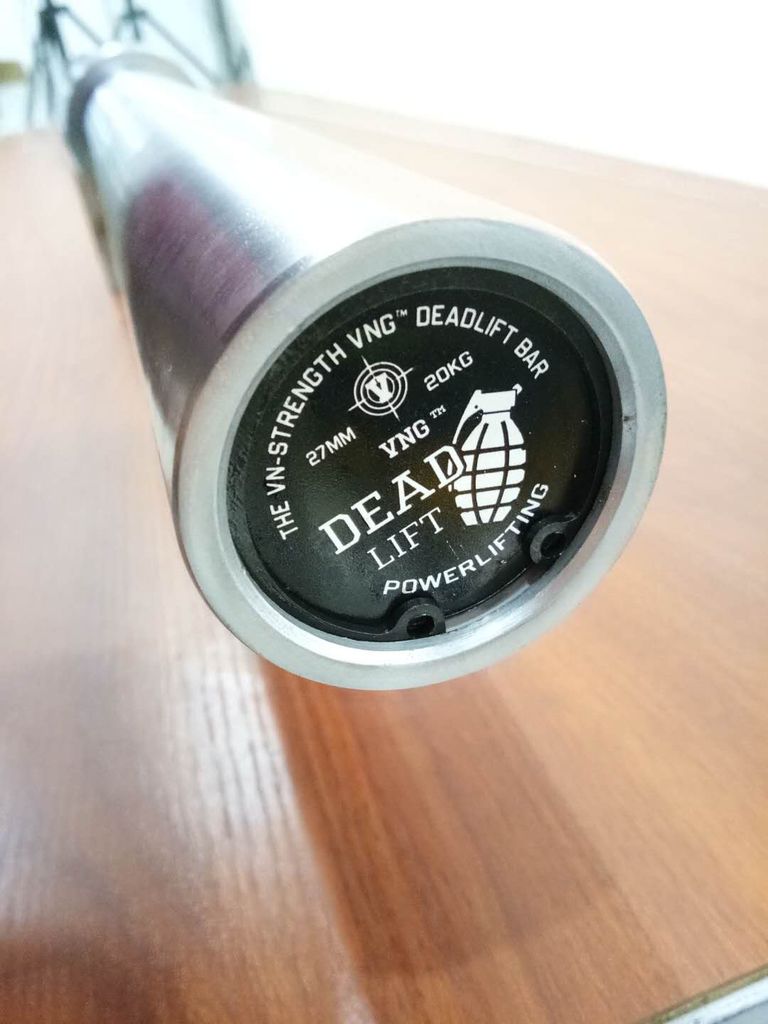 THE VN-STRENGTH VNG™ DEADLIFT BAR
V
27MM 20KG
VNG™
DEAD
LIFT
POWERLIFTING